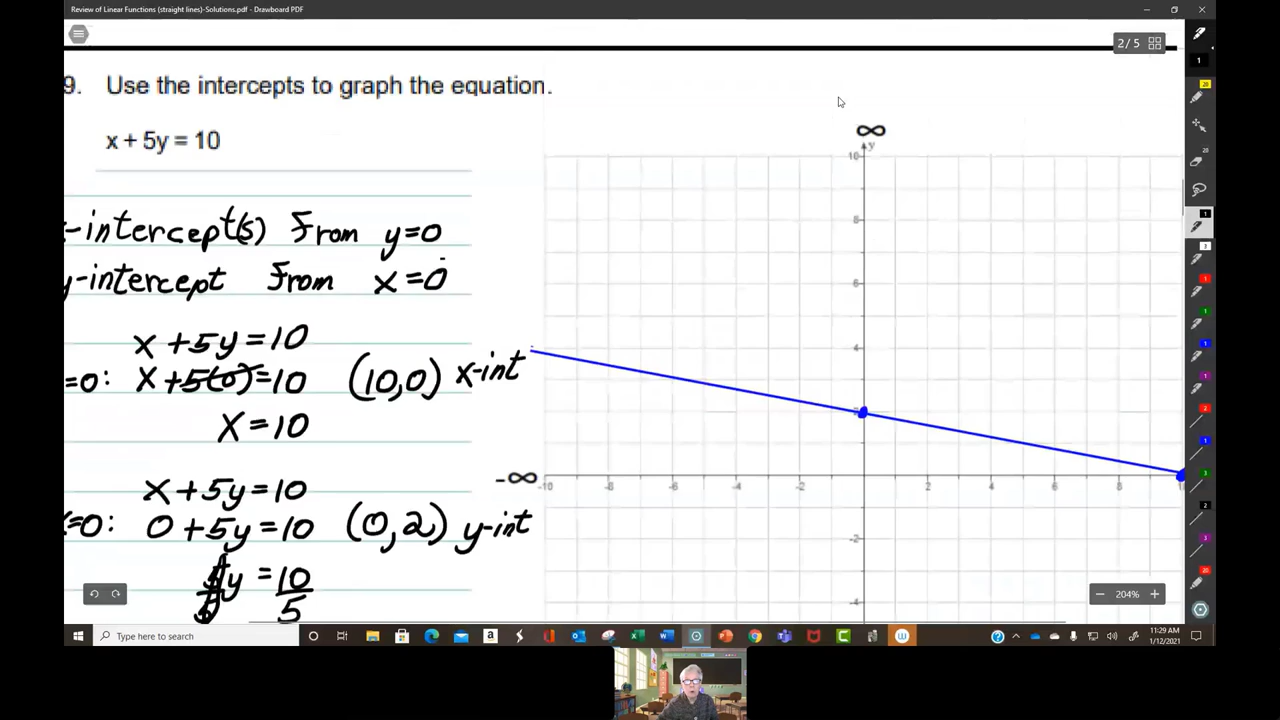 Review of Linear Functions (straight lines)-Solutions.pdf - Drawboard PDF
2/5
9. Use the intercepts to graph the equation.
x + 5y = 10
-intercept(s) From y=0
y-intercept From x=0
x+5y=10
=0: x+5(0)=10 (10,0) x-int
x=10
x+5y=10
x=0: 0+5y=10 (0,2) y-int
5y = 10
5 5
∞
y
10
8
6
4
2
-∞ -10 -8 -6 -4 -2 2 4 6 8
-2
-4
204%
Type here to search
11:29 AM
1/12/2021